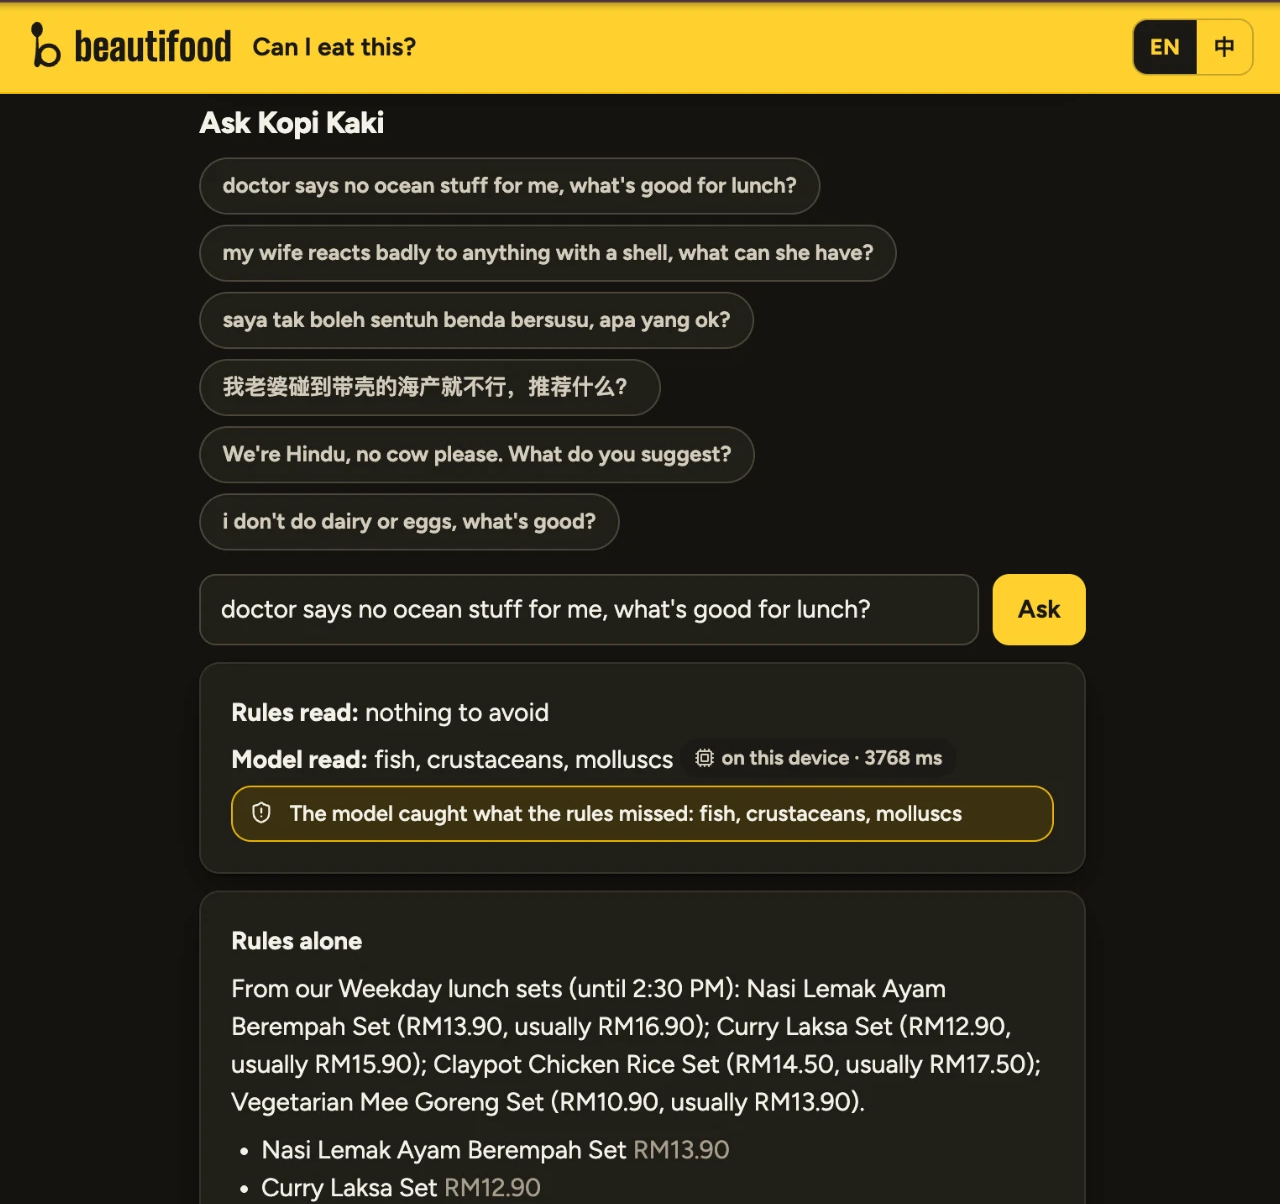 beautifood Can I eat this? EN 中
Ask Kopi Kaki
doctor says no ocean stuff for me, what's good for lunch?
my wife reacts badly to anything with a shell, what can she have?
saya tak boleh sentuh benda bersusu, apa yang ok?
我老婆碰到带壳的海产就不行，推荐什么？
We're Hindu, no cow please. What do you suggest?
i don't do dairy or eggs, what's good?
doctor says no ocean stuff for me, what's good for lunch? Ask
Rules read: nothing to avoid
Model read: fish, crustaceans, molluscs on this device · 3768 ms
The model caught what the rules missed: fish, crustaceans, molluscs
Rules alone
From our Weekday lunch sets (until 2:30 PM): Nasi Lemak Ayam
Berempah Set (RM13.90, usually RM16.90); Curry Laksa Set (RM12.90,
usually RM15.90); Claypot Chicken Rice Set (RM14.50, usually RM17.50);
Vegetarian Mee Goreng Set (RM10.90, usually RM13.90).
• Nasi Lemak Ayam Berempah Set RM13.90
• Curry Laksa Set RM12.90